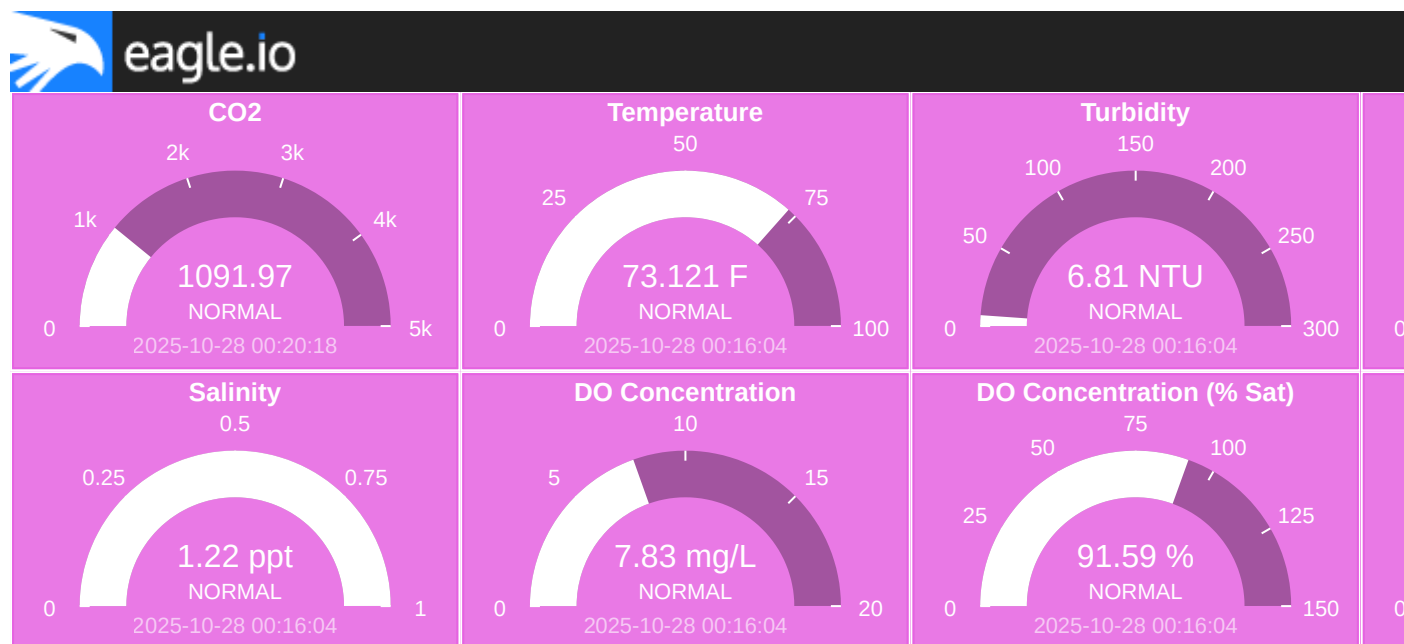 eagle.io
CO2
2k
3k
1k
4k
1091.97
NORMAL
0
5k
2025-10-28 00:20:18
Temperature
50
25
75
73.121 F
NORMAL
0
100
2025-10-28 00:16:04
Turbidity
150
100
200
50
250
6.81 NTU
NORMAL
0
300
2025-10-28 00:16:04
0
Salinity
0.5
0.25
0.75
1.22 ppt
NORMAL
0
1
2025-10-28 00:16:04
DO Concentration
10
5
15
7.83 mg/L
NORMAL
0
20
2025-10-28 00:16:04
DO Concentration (% Sat)
75
50
100
25
125
91.59 %
NORMAL
0
150
2025-10-28 00:16:04
0